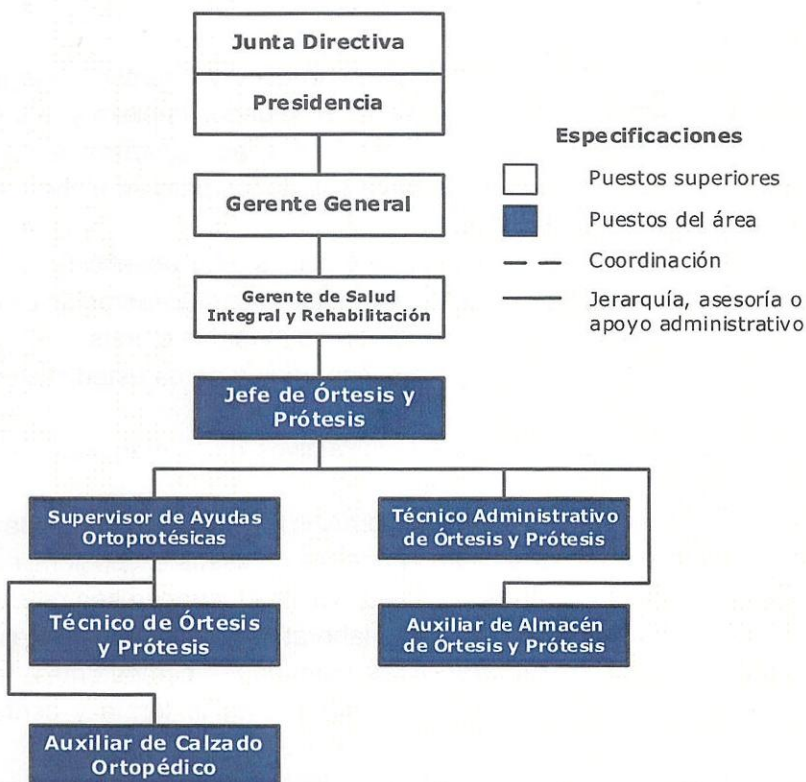 Junta Directiva
Presidencia
Gerente General
Gerente de Salud
Integral y Rehabilitación
Jefe de Órtesis y
Prótesis
Supervisor de Ayudas
Ortoprotésicas
Técnico Administrativo
de Órtesis y Prótesis
Técnico de Órtesis
y Prótesis
Auxiliar de Almacén
de Órtesis y Prótesis
Auxiliar de Calzado
Ortopédico
Especificaciones
Puestos superiores
Puestos del área
Coordinación
Jerarquía, asesoría o
apoyo administrativo